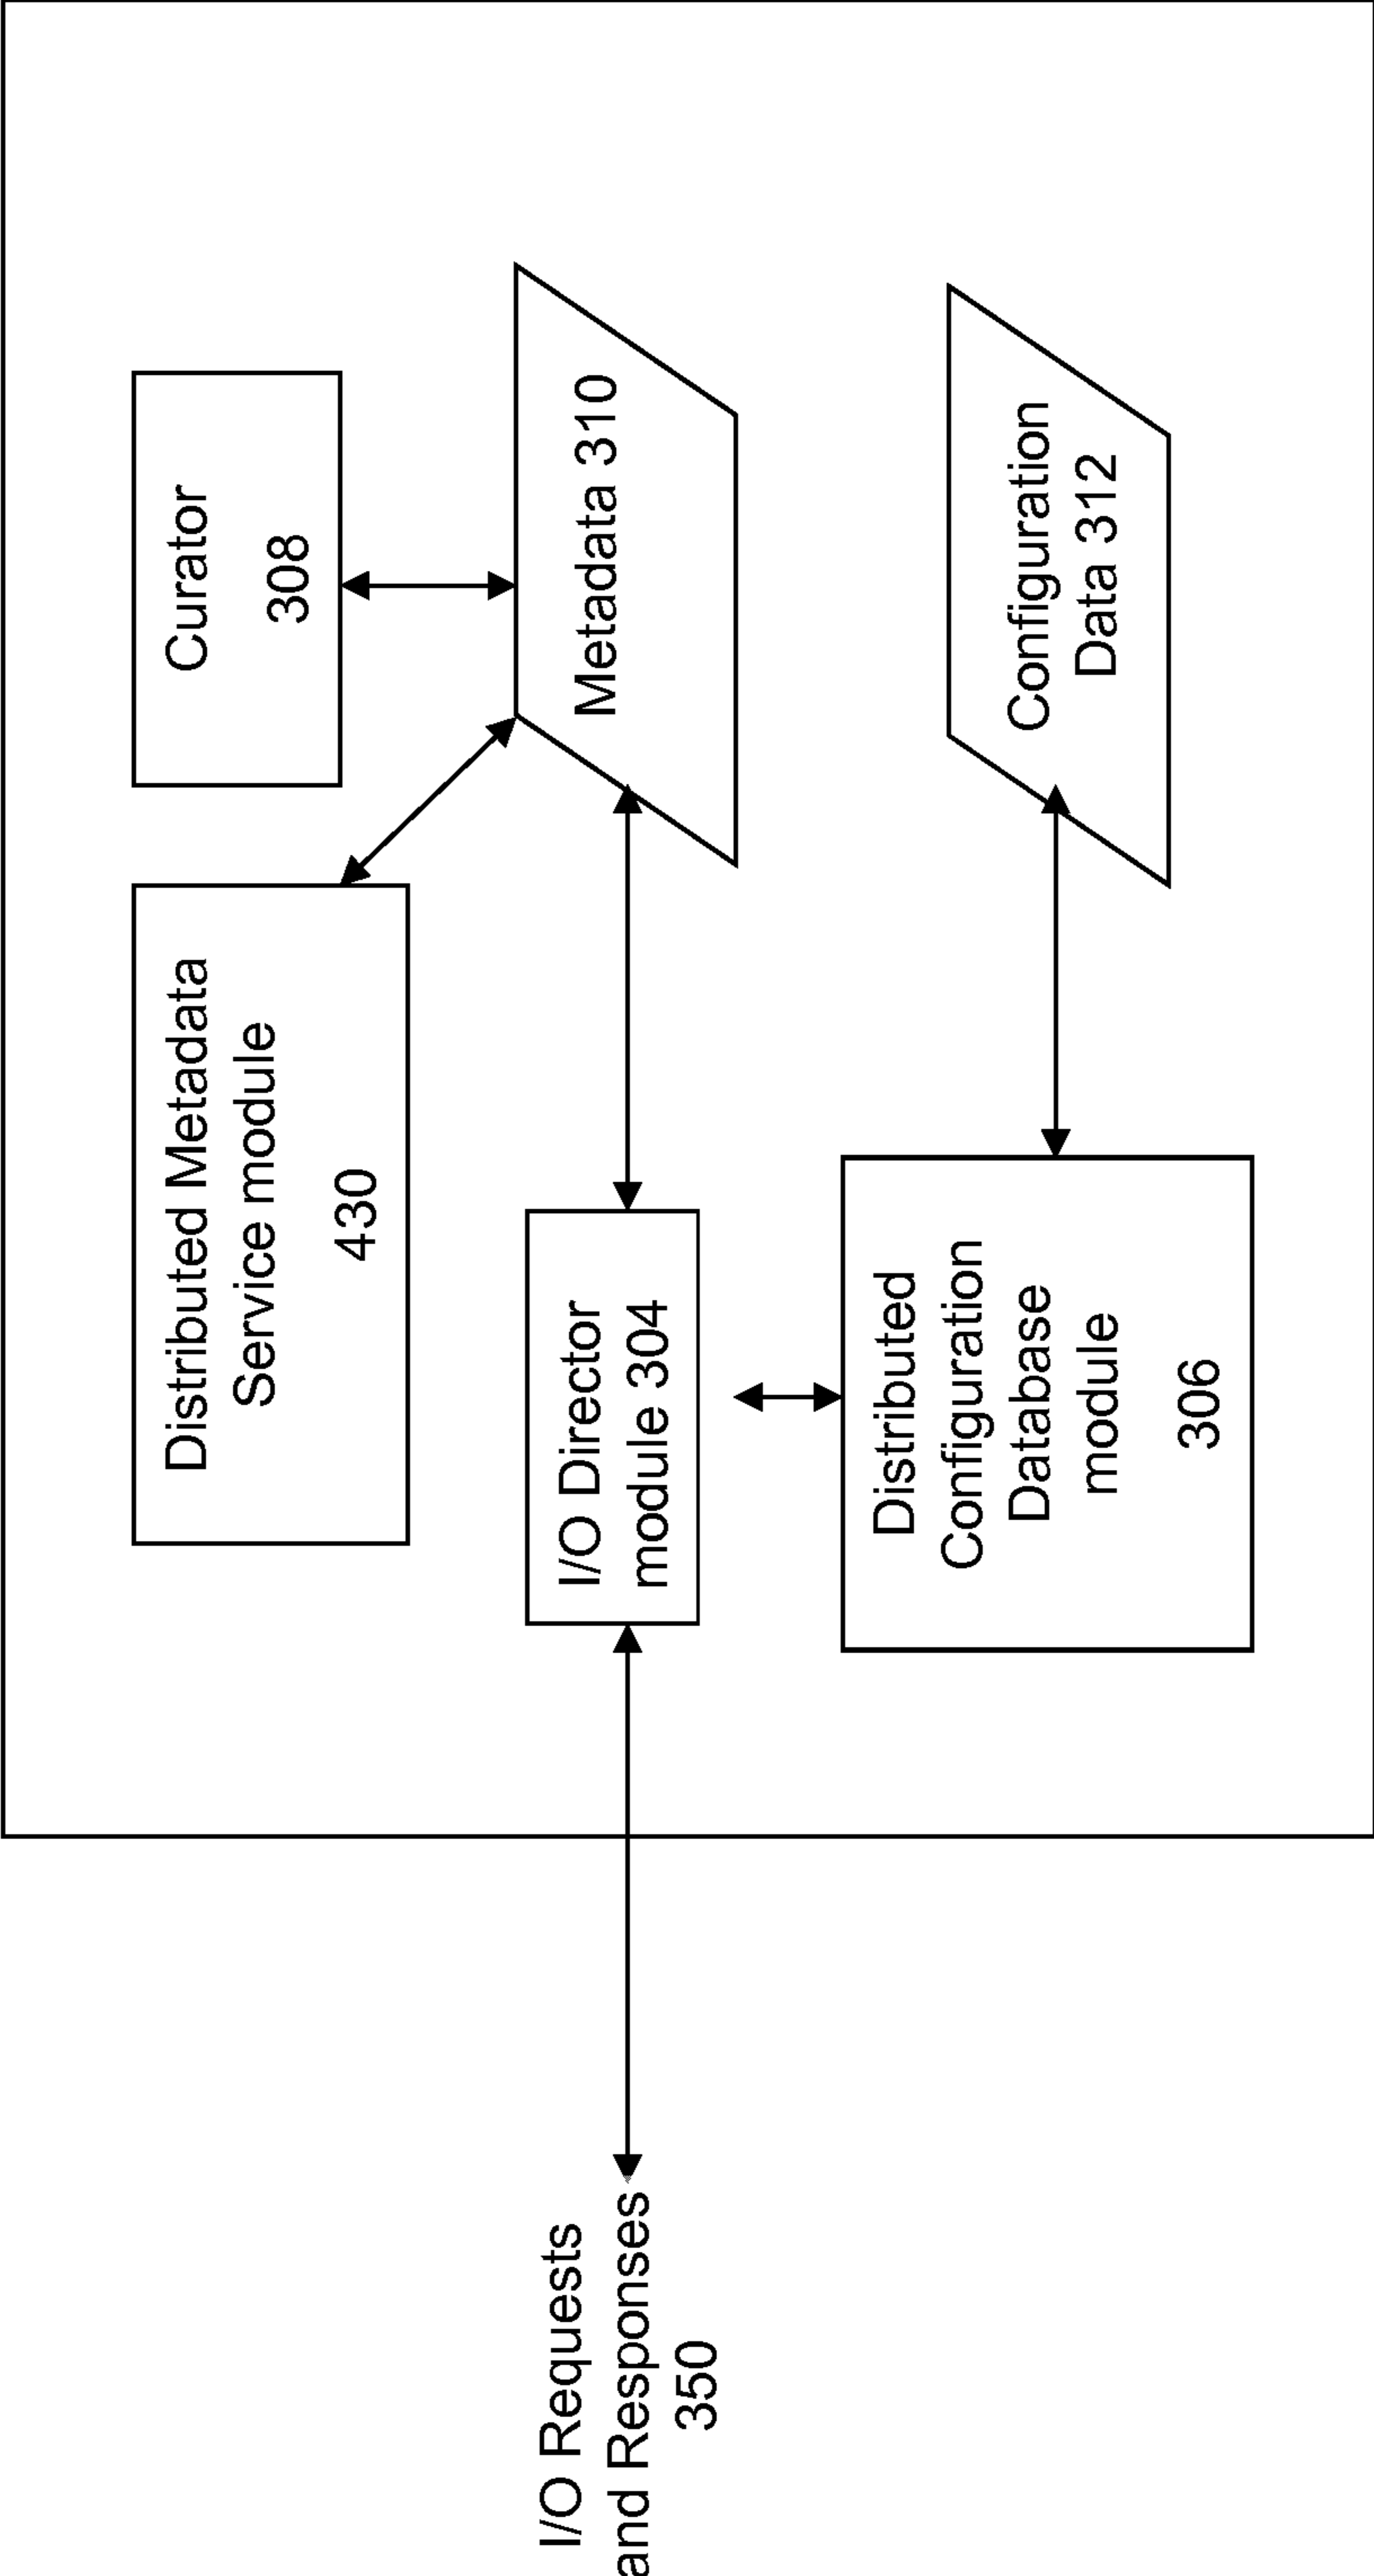 Distributed Metadata
Service module
430
Curator
308
I/O Requests
and Responses
350
I/O Director
module 304
Metadata 310
Distributed
Configuration
Database
module
306
Configuration
Data 312